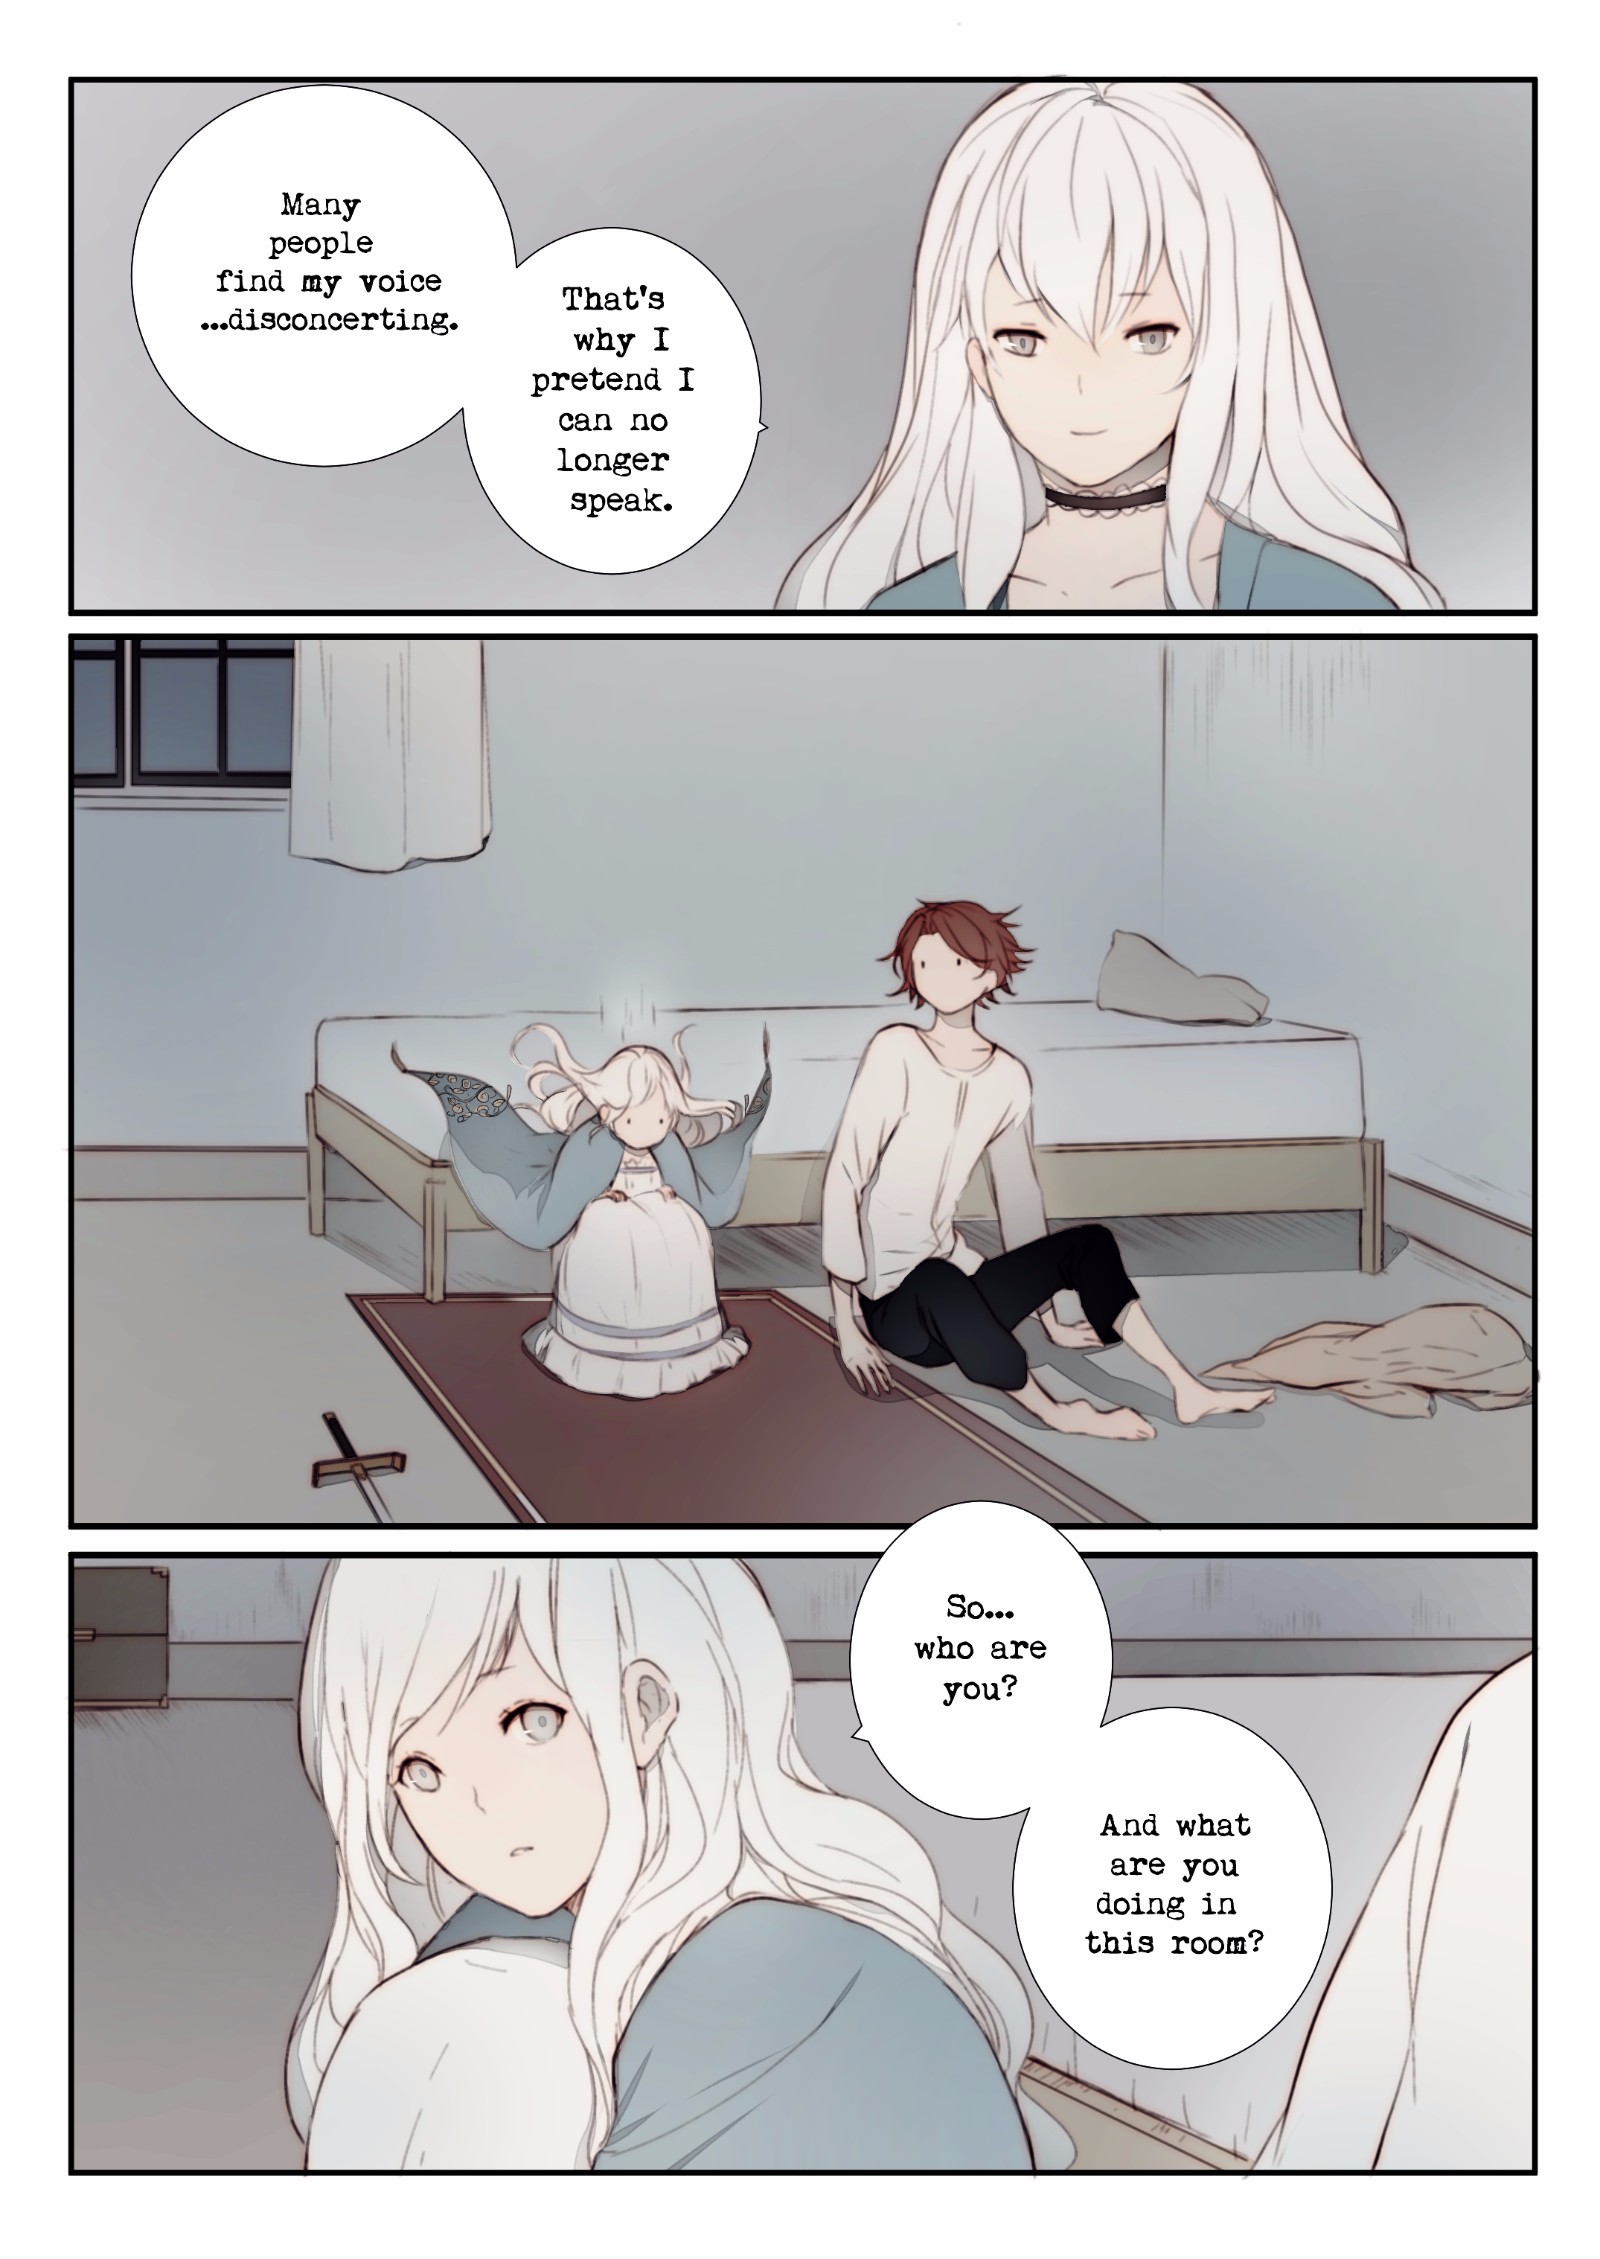 Many
people
find my voice
...disconcerting.
That's
why I
pretend I
can no
longer
speak.
So...
who are
you?
And what
are you
doing in
this room?